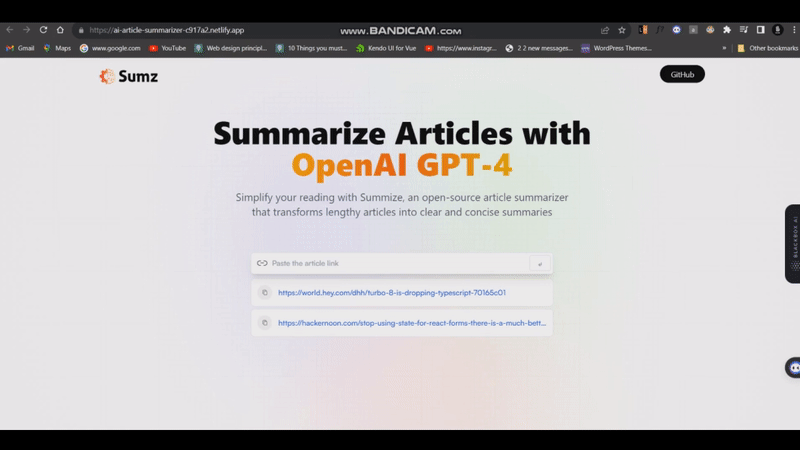 https://ai-article-summarizer-c917a2.netlify.app
www.BANDICAM.com
Gmail
Maps
www.google.com
YouTube
Web design principl...
10 Things you must...
Kendo UI for Vue
https://www.instagr...
2 2 new messages...
WordPress Themes...
»
Other bookmarks
Sumz
GitHub
Summarize Articles with
OpenAI GPT-4
Simplify your reading with Summize, an open-source article summarizer
that transforms lengthy articles into clear and concise summaries
Paste the article link
https://world.hey.com/dhh/turbo-8-is-dropping-typescript-70165c01
https://hackernoon.com/stop-using-state-for-react-forms-there-is-a-much-bett...
BLACKBOX AI